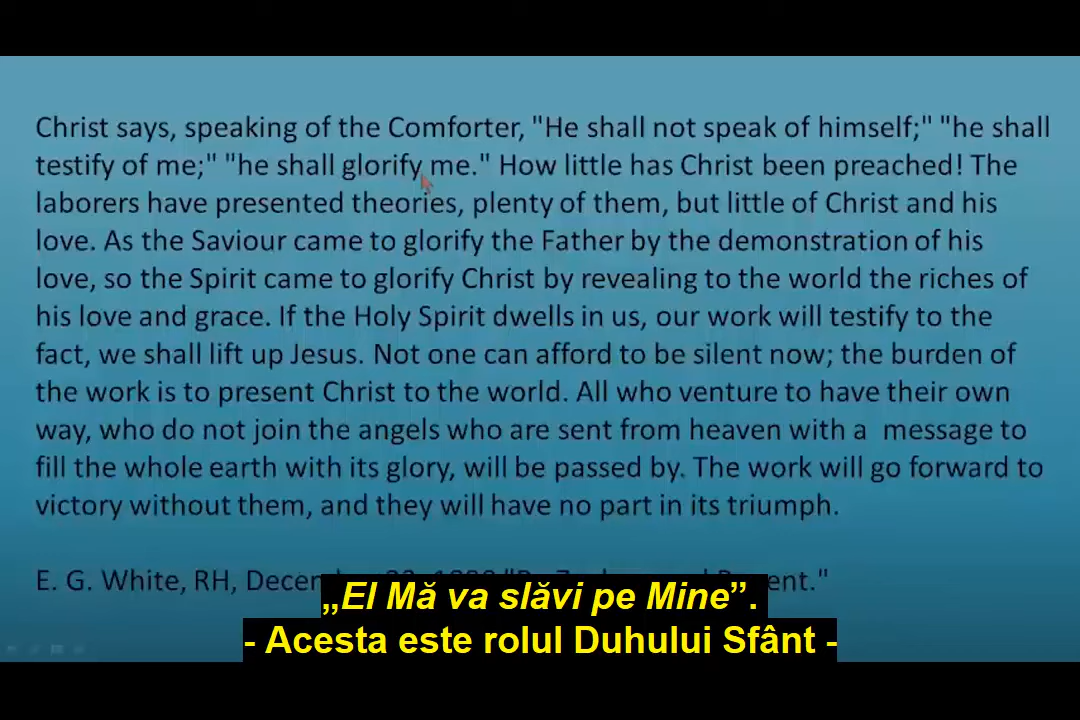 Christ says, speaking of the Comforter, "He shall not speak of himself;" "he shall
testify of me;" "he shall glorify me." How little has Christ been preached! The
laborers have presented theories, plenty of them, but little of Christ and his
love. As the Saviour came to glorify the Father by the demonstration of his
love, so the Spirit came to glorify Christ by revealing to the world the riches of
his love and grace. If the Holy Spirit dwells in us, our work will testify to the
fact, we shall lift up Jesus. Not one can afford to be silent now; the burden of
the work is to present Christ to the world. All who venture to have their own
way, who do not join the angels who are sent from heaven with a message to
fill the whole earth with its glory, will be passed by. The work will go forward to
victory without them, and they will have no part in its triumph.
E. G. White, RH,
„El Mă va slăvi pe Mine”.
- Acesta este rolul Duhului Sfânt -